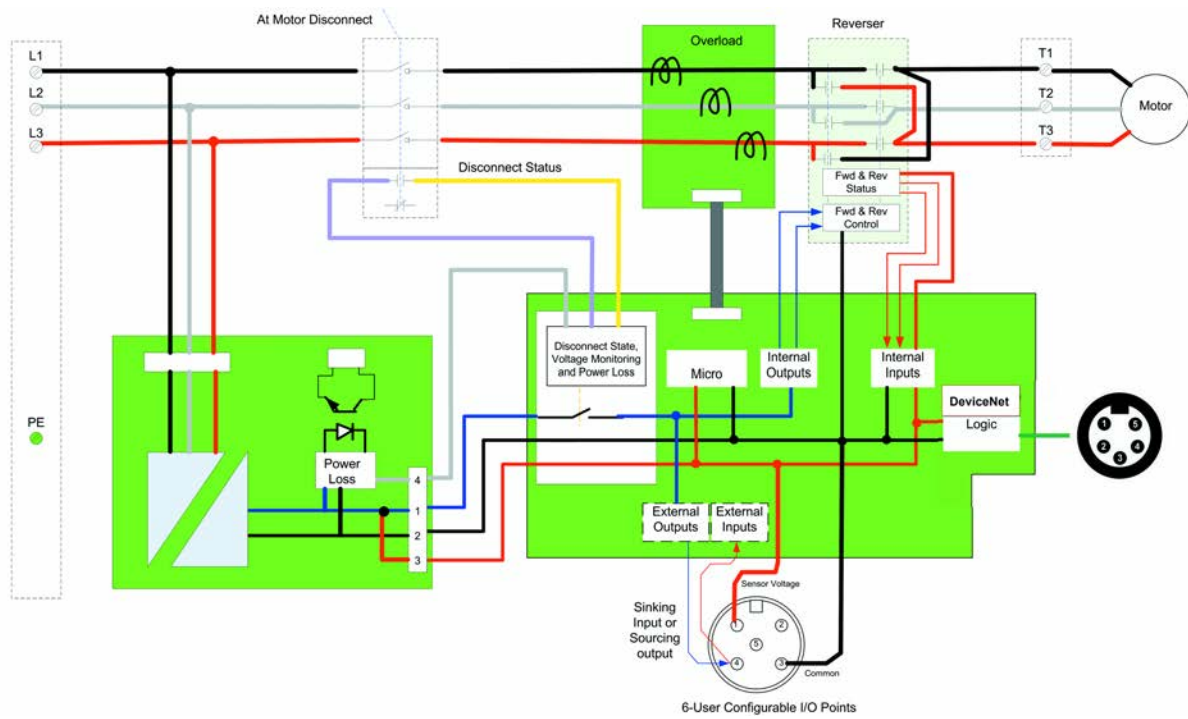 At Motor Disconnect
Reverser
L1
Overload
T1
L2
T2
Motor
L3
T3
Disconnect Status
Fwd & Rev
Status
Fwd & Rev
Control
Disconnect State,
Voltage Monitoring
and Power Loss
Micro
Internal
Outputs
Internal
Inputs
DeviceNet
Logic
PE
1
5
2
4
3
Power
Loss
4
1
2
3
External
Outputs
External
Inputs
Sensor Voltage
Sinking
Input or
Sourcing
output
1
2
5
4
3
Common
6-User Configurable I/O Points